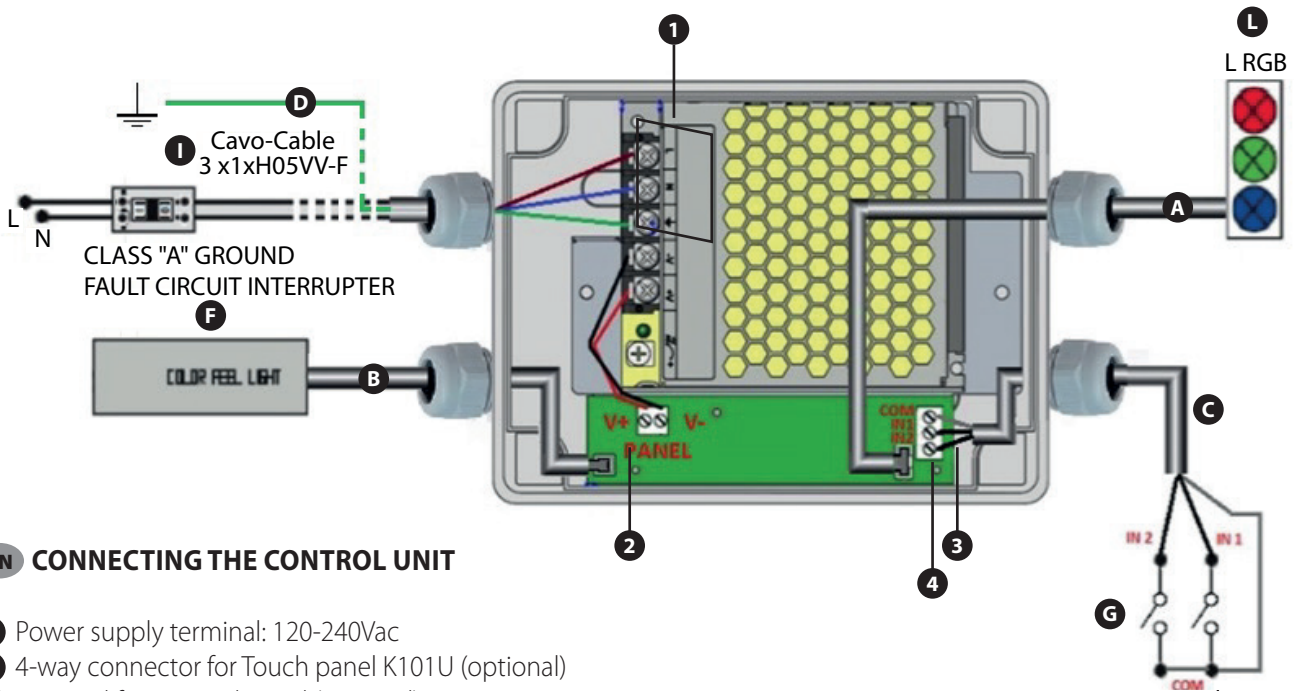 1
L
L RGB
D
I
Cavo-Cable
3 x1xH05VV-F
A
L
N
CLASS "A" GROUND
FAULT CIRCUIT INTERRUPTER
F
COLOR FEEL LIGHT
B
C
V+ V-
PANEL
COM
IN1
IN2
2
4
3
IN 2
IN 1
G
COM
N CONNECTING THE CONTROL UNIT
Power supply terminal: 120-240Vac
4-way connector for Touch panel K101U (optional)